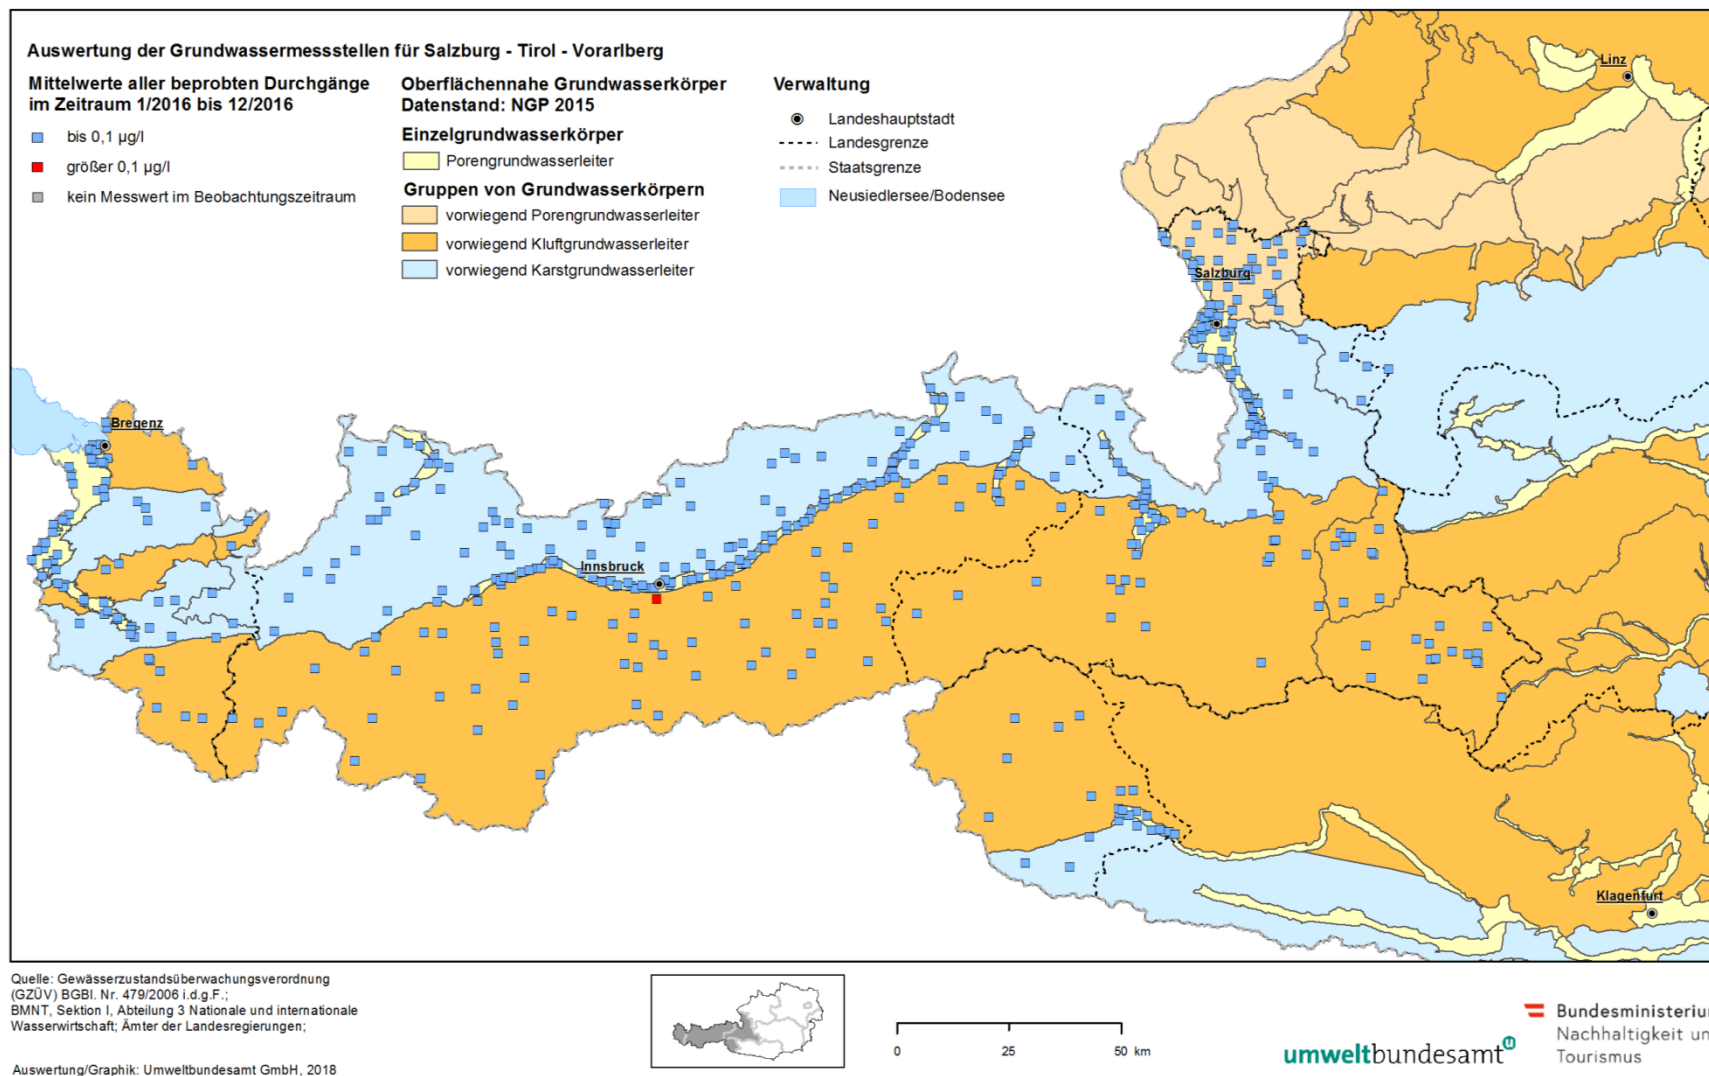 Auswertung der Grundwassermessstellen für Salzburg - Tirol - Vorarlberg
Mittelwerte aller beprobten Durchgänge
im Zeitraum 1/2016 bis 12/2016
bis 0,1 µg/l
größer 0,1 µg/l
kein Messwert im Beobachtungszeitraum
Oberflächennahe Grundwasserkörper
Datenstand: NGP 2015
Einzelgrundwasserkörper
Porengrundwasserleiter
Gruppen von Grundwasserkörpern
vorwiegend Porengrundwasserleiter
vorwiegend Kluftgrundwasserleiter
vorwiegend Karstgrundwasserleiter
Verwaltung
Landeshauptstadt
Landesgrenze
Staatsgrenze
Neusiedlersee/Bodensee
Linz
Salzburg
Bregenz
Innsbruck
Klagenfurt
Quelle: Gewässerzustandsüberwachungsverordnung
(GZÜV) BGBl. Nr. 479/2006 i.d.g.F.;
BMNT, Sektion I, Abteilung 3 Nationale und internationale
Wasserwirtschaft; Ämter der Landesregierungen;
Auswertung/Graphik: Umweltbundesamt GmbH, 2018
0 25 50 km
umweltbundesamt u
Bundesministerium
Nachhaltigkeit un
Tourismus